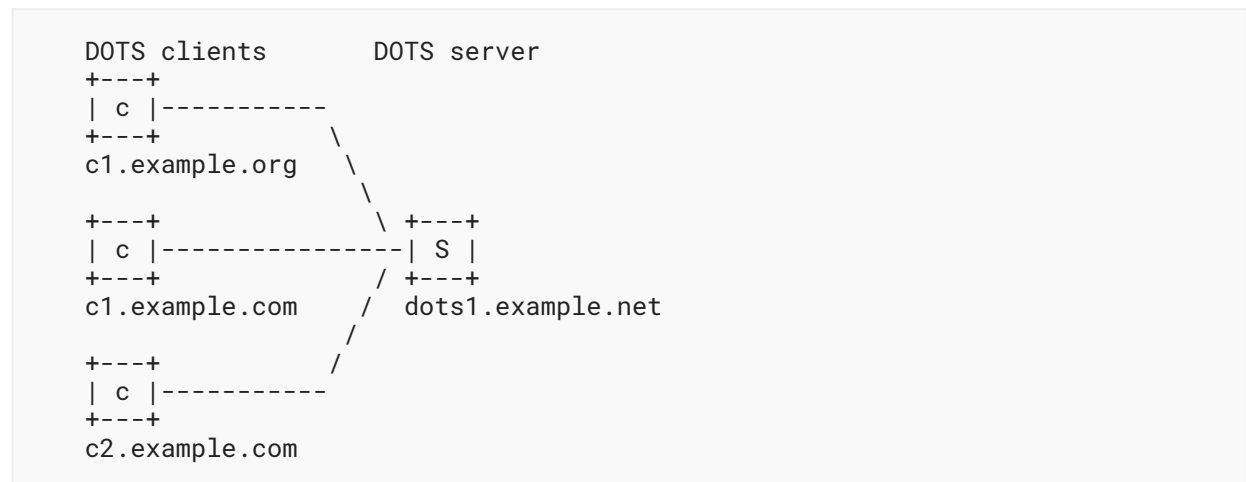 DOTS clients         DOTS server
+---+
| c |-----------
+---+           \
c1.example.org   \
                  \
+---+              \ +---+
| c |----------------| S |
+---+              / +---+
c1.example.com    /  dots1.example.net
                 /
+---+           /
| c |-----------
+---+
c2.example.com